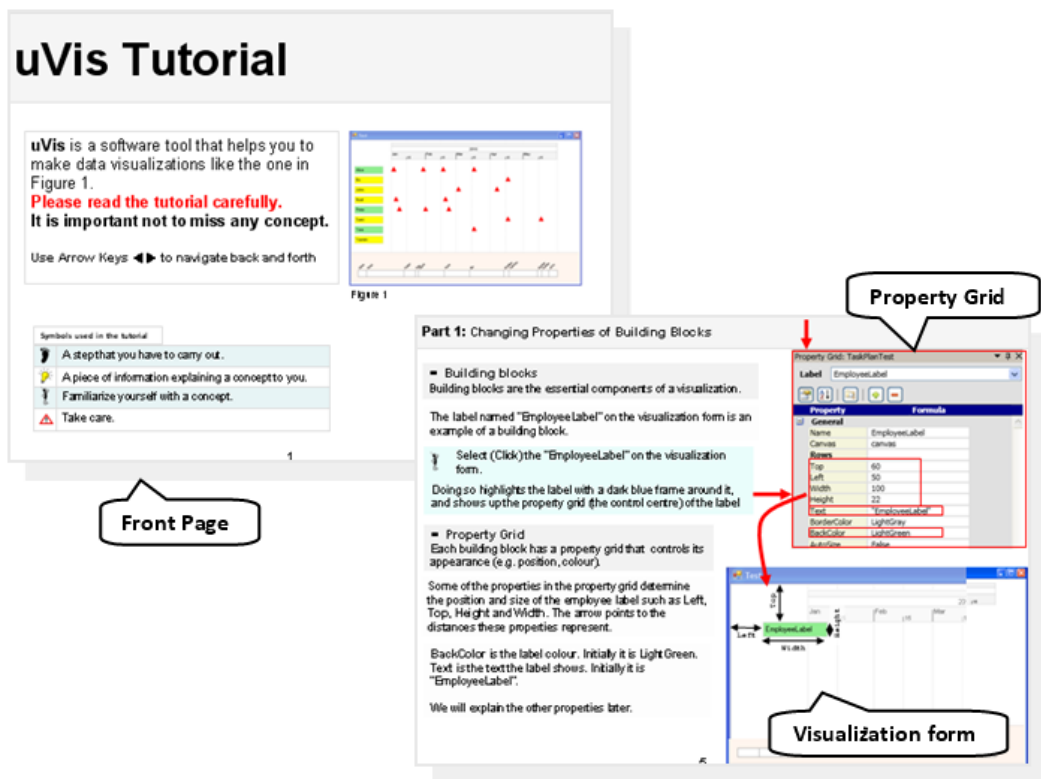 uVis Tutorial
uVis is a software tool that helps you to
make data visualizations like the one in
Figure 1.
Please read the tutorial carefully.
It is important not to miss any concept.
Use Arrow Keys ◀▶ to navigate back and forth
Figure 1
Symbols used in the tutorial
A step that you have to carry out.
A piece of information explaining a concept to you.
Familiarize yourself with a concept.
Take care.
1
Front Page
Part 1: Changing Properties of Building Blocks
Building blocks
Building blocks are the essential components of a visualization.
The label named "EmployeeLabel" on the visualization form is an
example of a building block.
Select (Click) the "EmployeeLabel" on the visualization
form.
Doing so highlights the label with a dark blue frame around it,
and shows up the property grid (the control centre) of the label
Property Grid
Each building block has a property grid that controls its
appearance (e.g. position, colour).
Some of the properties in the property grid determine
the position and size of the employee label such as Left,
Top, Height and Width. The arrow points to the
distances these properties represent.
BackColor is the label colour. Initially it is Light Green.
Text is the text the label shows. Initially it is
"EmployeeLabel".
We will explain the other properties later.
5
Property Grid
Property Grid: TaskPlanTest
Label EmployeeLabel
Property Formula
General
Name EmployeeLabel
Canvas canvas
Rows
Top 60
Left 50
Width 100
Height 22
Text "EmployeeLabel"
BorderColor LightGray
BackColor LightGreen
AutoSize False
Top
Jan Feb Mar
Left EmployeeLabel Height
Width
Visualization form